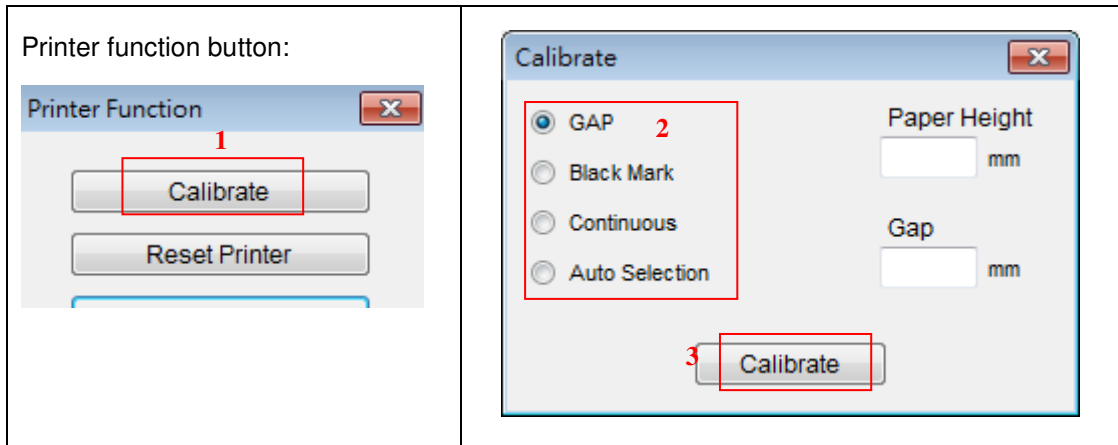 Printer function button:
Printer Function
1
Calibrate
Reset Printer
Calibrate
GAP
2
Black Mark
Continuous
Auto Selection
Paper Height
mm
Gap
mm
3
Calibrate